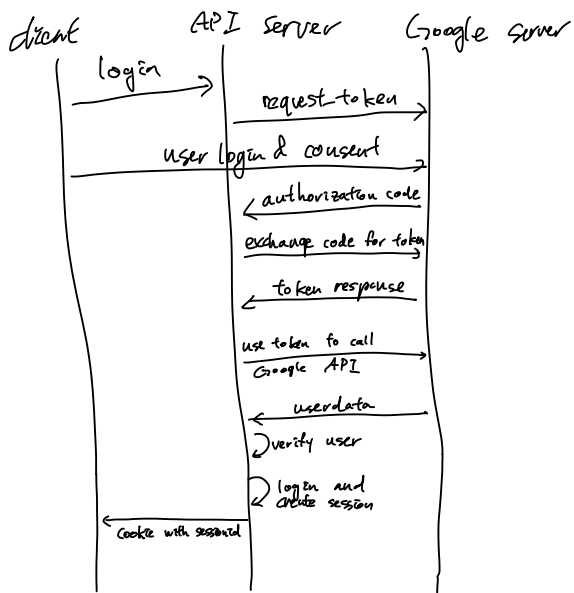 client API server Google server
login
request_token
user login & consent
authorization code
exchange code for token
token response
use token to call
Google API
userdata
verify user
login and
create session
cookie with sessionid